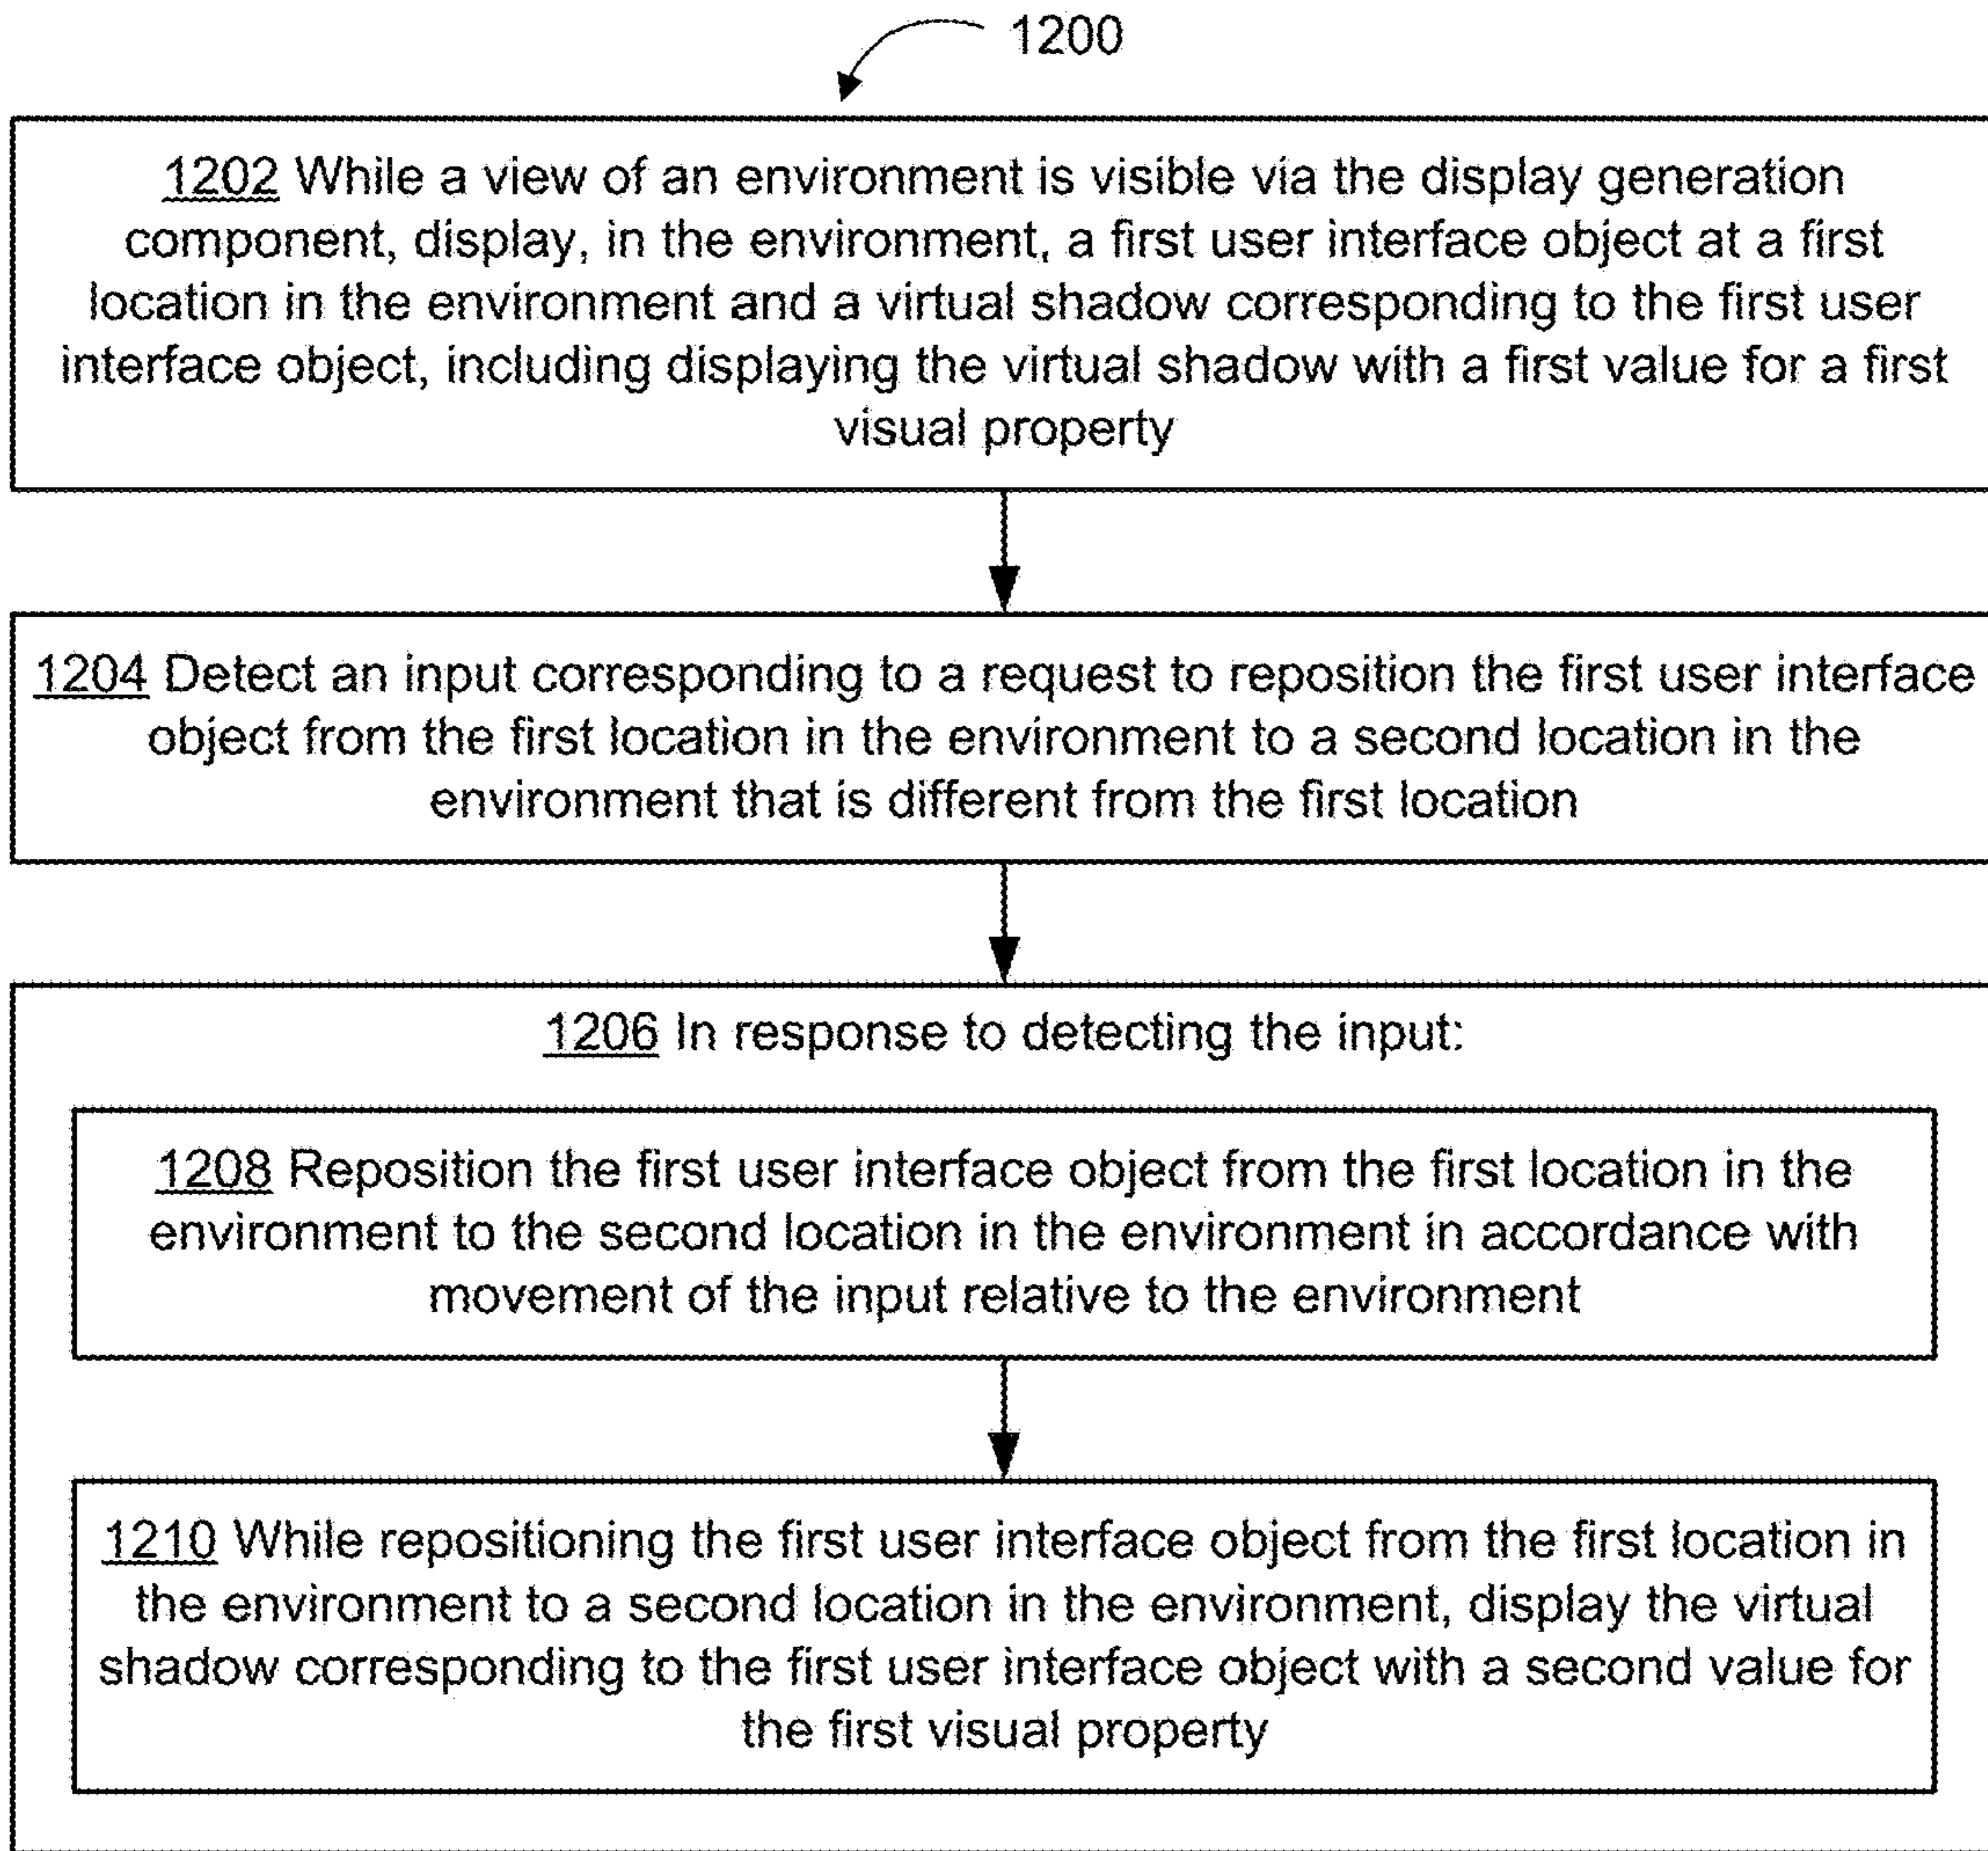 1200
1202 While a view of an environment is visible via the display generation
component, display, in the environment, a first user interface object at a first
location in the environment and a virtual shadow corresponding to the first user
interface object, including displaying the virtual shadow with a first value for a first
visual property
1204 Detect an input corresponding to a request to reposition the first user interface
object from the first location in the environment to a second location in the
environment that is different from the first location
1206 In response to detecting the input:
1208 Reposition the first user interface object from the first location in the
environment to the second location in the environment in accordance with
movement of the input relative to the environment
1210 While repositioning the first user interface object from the first location in
the environment to a second location in the environment, display the virtual
shadow corresponding to the first user interface object with a second value for
the first visual property